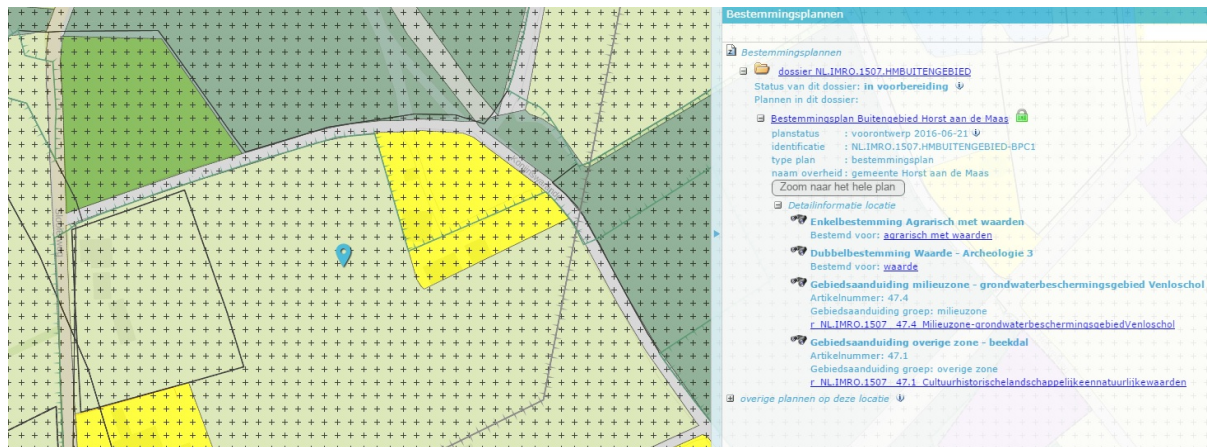 Bestemmingsplannen
Bestemmingsplannen
dossier NL.IMRO.1507.HMBUITENGEBIED
Status van dit dossier: in voorbereiding
Plannen in dit dossier:
Bestemmingsplan Buitengebied Horst aan de Maas
planstatus : voorontwerp 2016-06-21
identificatie : NL.IMRO.1507.HMBUITENGEBIED-BPC1
type plan : bestemmingsplan
naam overheid : gemeente Horst aan de Maas
Zoom naar het hele plan
Detailinformatie locatie
Enkelbestemming Agrarisch met waarden
Bestemd voor: agrarisch met waarden
Dubbelbestemming Waarde - Archeologie 3
Bestemd voor: waarde
Gebiedsaanduiding milieuzone - grondwaterbeschermingsgebied Venloschol
Artikelnummer: 47.4
Gebiedsaanduiding groep: milieuzone
r_NL.IMRO.1507__47.4_Milieuzone-grondwaterbeschermingsgebiedVenloschol
Gebiedsaanduiding overige zone - beekdal
Artikelnummer: 47.1
Gebiedsaanduiding groep: overige zone
r_NL.IMRO.1507__47.1_Cultuurhistorischelandschappelijkeennatuurlijkewaarden
overige plannen op deze locatie